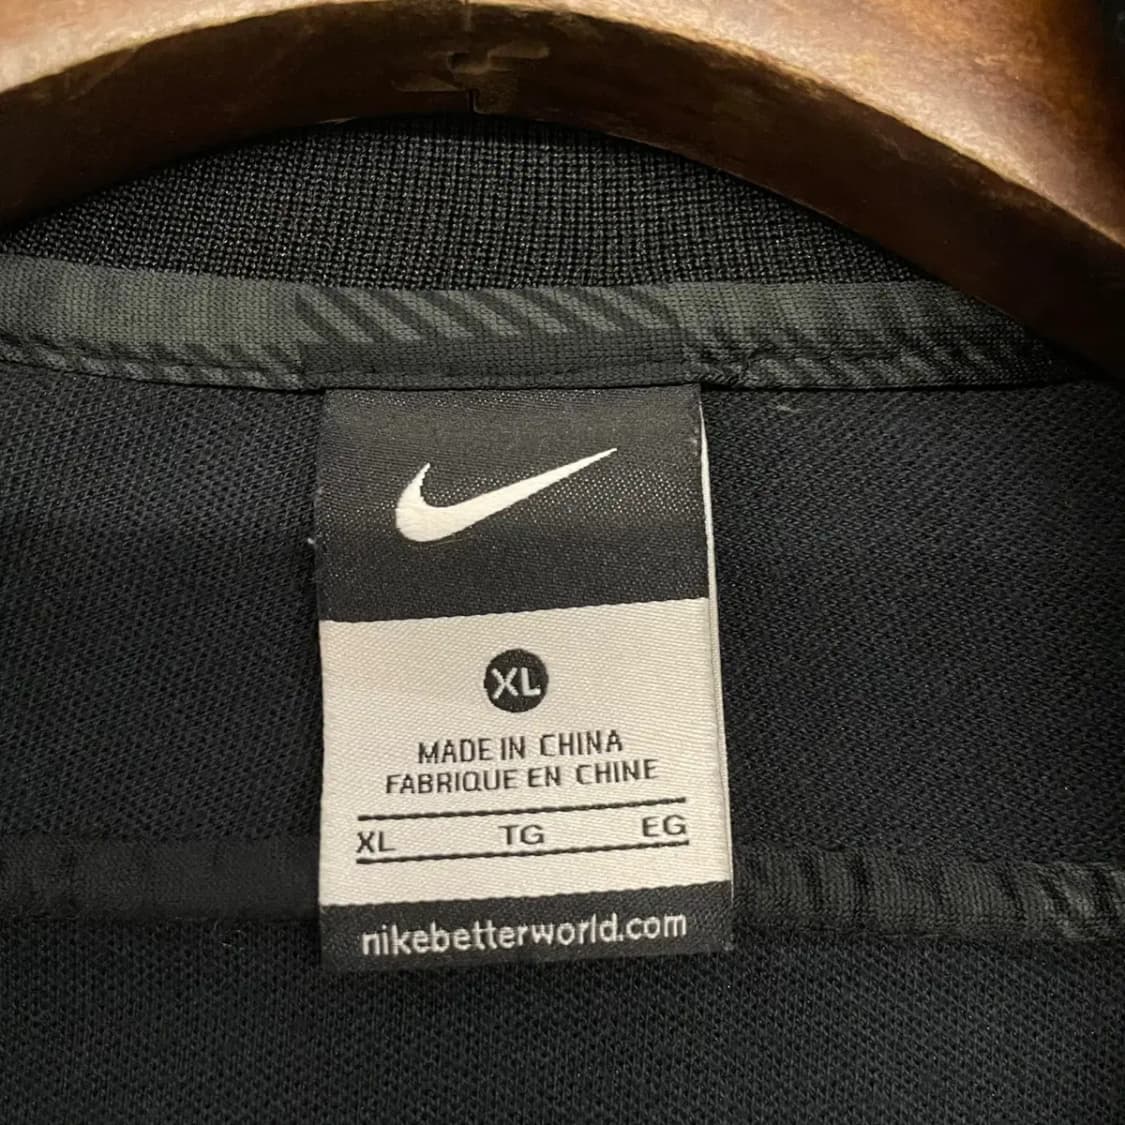 XL
MADE IN CHINA
FABRIQUE EN CHINE
XL TG EG
nikebetterworld.com